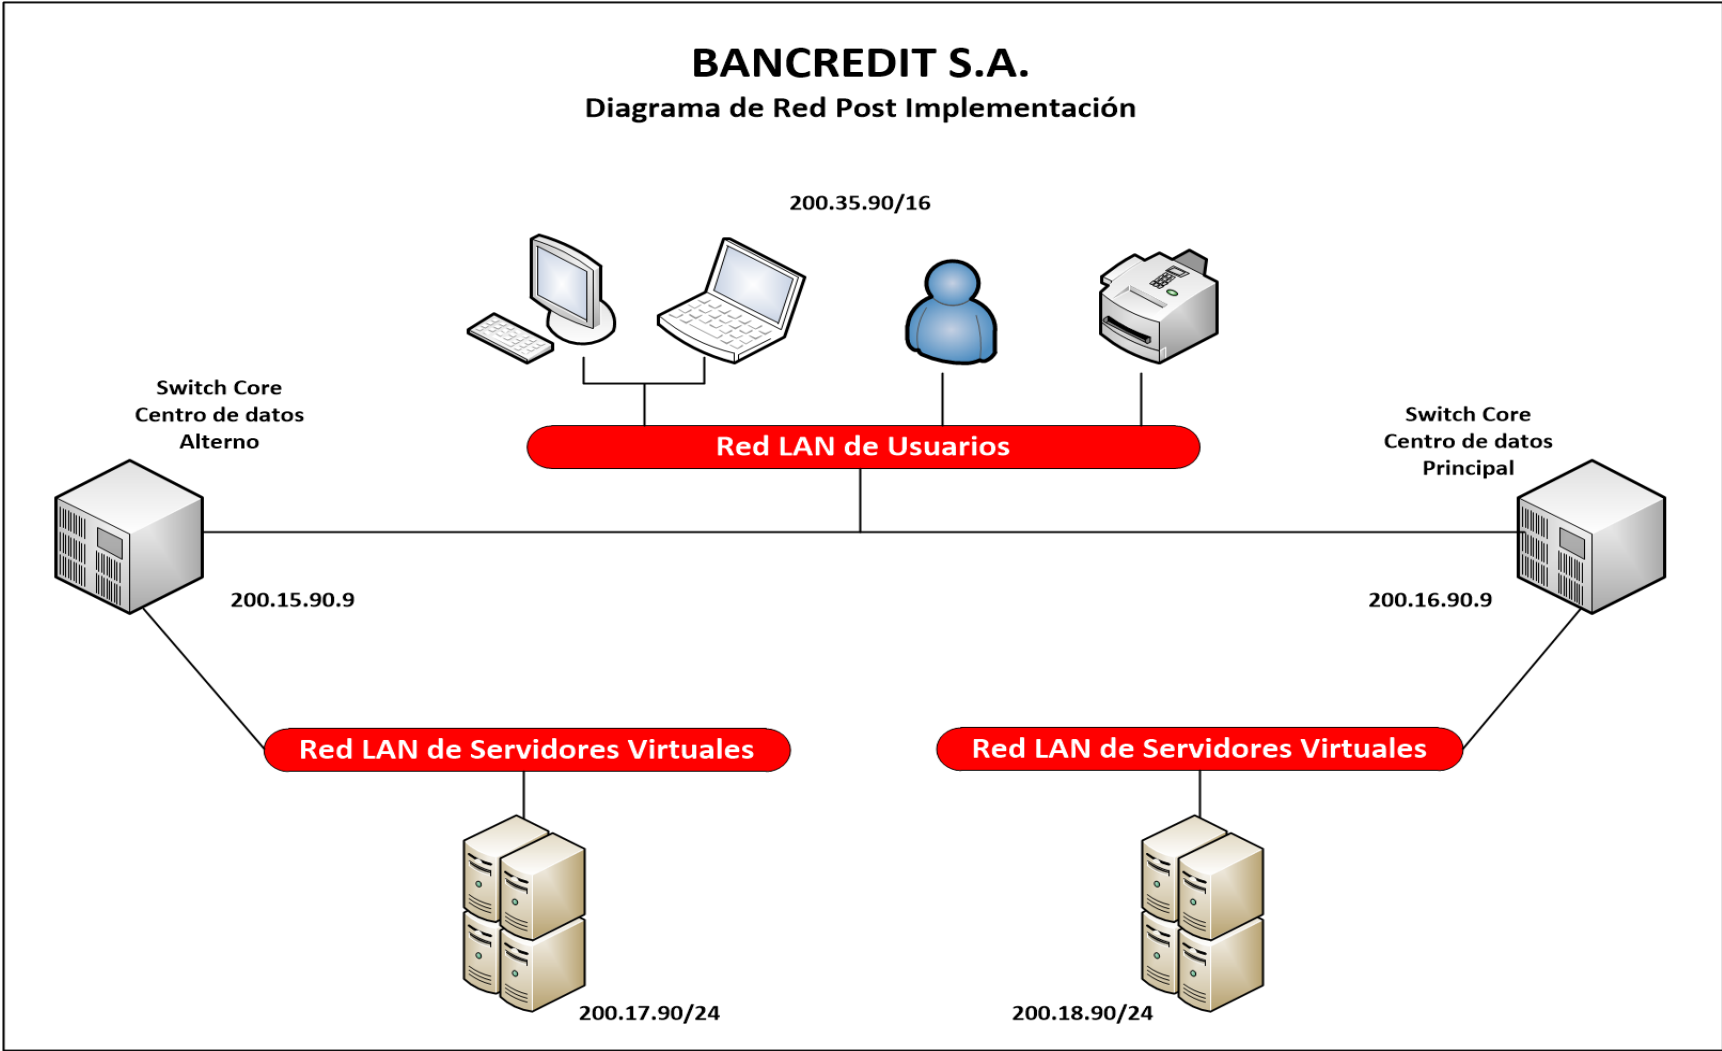 BANCREDIT S.A.
Diagrama de Red Post Implementación
200.35.90/16
Switch Core
Centro de datos
Alterno
Switch Core
Centro de datos
Principal
Red LAN de Usuarios
200.15.90.9
200.16.90.9
Red LAN de Servidores Virtuales
Red LAN de Servidores Virtuales
200.17.90/24
200.18.90/24